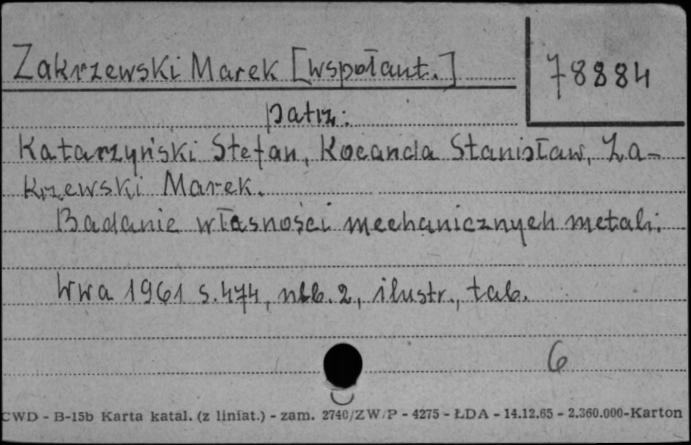 Zakrzewski Marek [współaut.]
78884
patrz:
Katarzyński Stefan, Kocańda Stanisław, Za-
krzewski Marek.
Badanie własności mechanicznych metali.
Wwa 1961 s. 474, nlb. 2, ilustr., tab.
6
CWD - B-15b Karta katal. (z liniat.) - zam. 2740/ZW/P - 4275 - ŁDA - 14.12.65 - 2.360.000-Karton